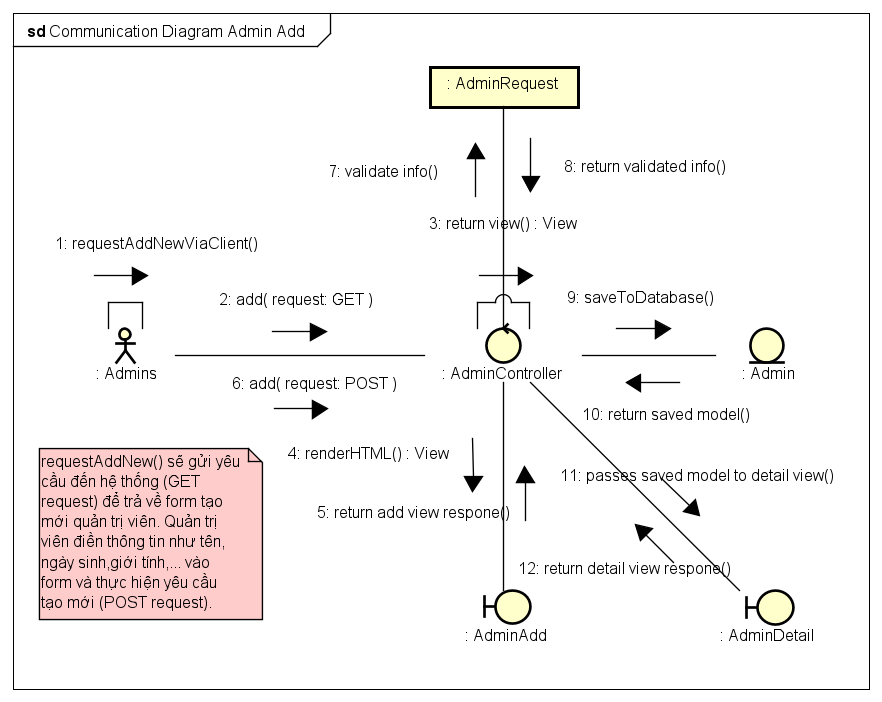 sd Communication Diagram Admin Add
: AdminRequest
7: validate info()
8: return validated info()
3: return view() : View
1: requestAddNewViaClient()
2: add( request: GET )
9: saveToDatabase()
: Admins
: AdminController
: Admin
6: add( request: POST )
10: return saved model()
4: renderHTML() : View
11: passes saved model to detail view()
5: return add view respone()
12: return detail view respone()
requestAddNew() sẽ gửi yêu
cầu đến hệ thống (GET
request) để trả về form tạo
mới quản trị viên. Quản trị
viên điền thông tin như tên,
ngày sinh,giới tính,... vào
form và thực hiện yêu cầu
tạo mới (POST request).
: AdminAdd
: AdminDetail